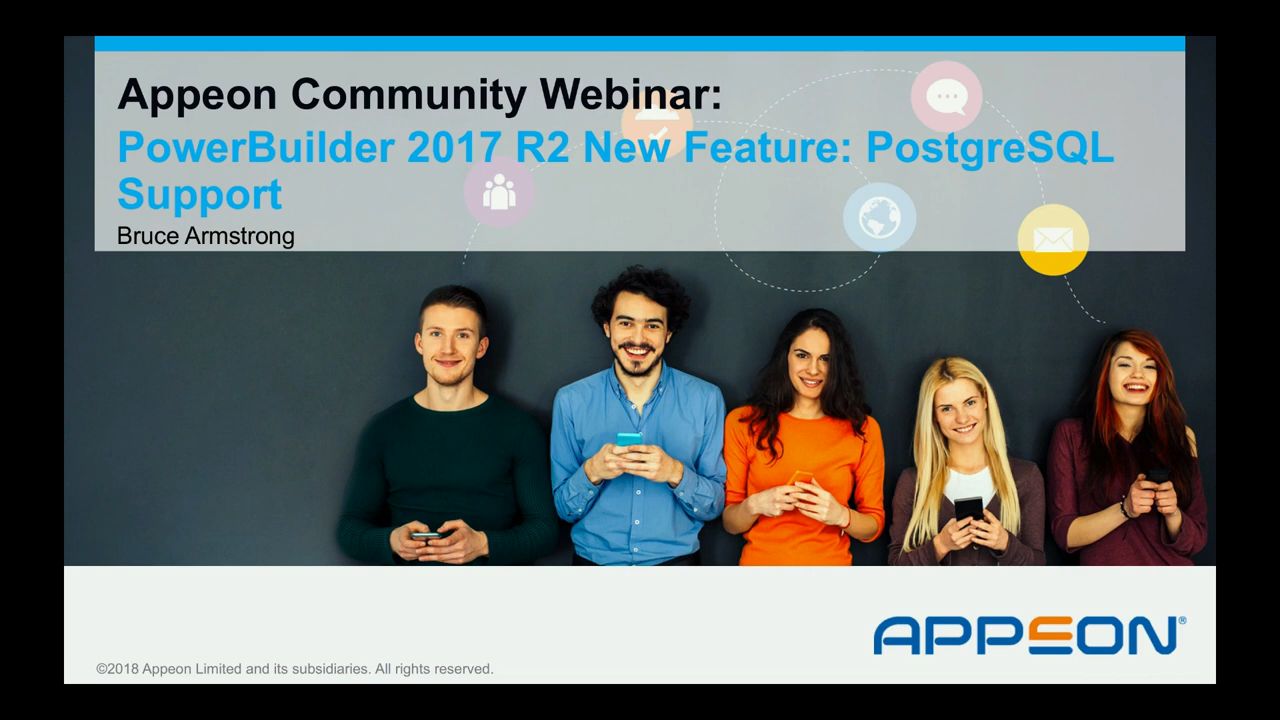 Appeon Community Webinar:
PowerBuilder 2017 R2 New Feature: PostgreSQL
Support
Bruce Armstrong
APPEON®
©2018 Appeon Limited and its subsidiaries. All rights reserved.